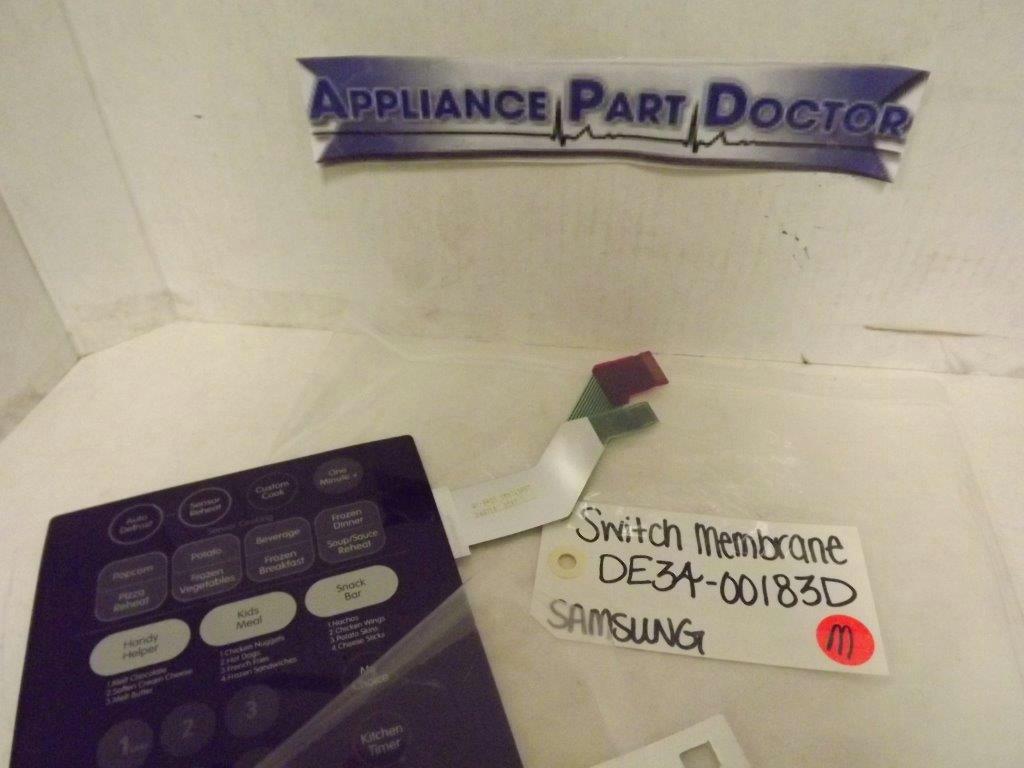 APPLIANCE PART DOCTOR
Switch Membrane
DE34-00183D
SAMSUNG
M
Auto Defrost
Sensor Reheat
Custom Cook
One Minute +
Popcorn
Pizza Reheat
Potato
Frozen Vegetables
Beverage
Frozen Breakfast
Frozen Dinner
Soup/Sauce Reheat
Handy Helper
1.Melt Chocolate
2.Soften Cream Cheese
3.Melt Butter
Kids Meal
1.Chicken Nuggets
2.Hot Dogs
3.French Fries
4.Frozen Sandwiches
Snack Bar
1.Nachos
2.Chicken Wings
3.Potato Skins
4.Cheese Sticks
1
2
3
Kitchen Timer